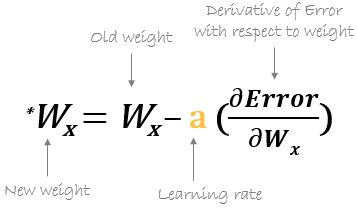 Derivative of Error
with respect to weight
Old weight
*Wₓ = Wₓ − a (∂Error / ∂Wₓ)
New weight
Learning rate